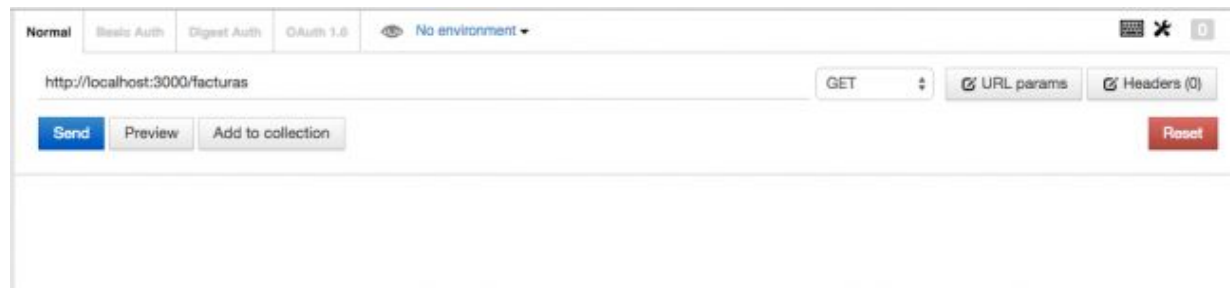 Normal Basic Auth Digest Auth OAuth 1.0 No environment 0
http://localhost:3000/facturas GET URL params Headers (0)
Send Preview Add to collection Reset